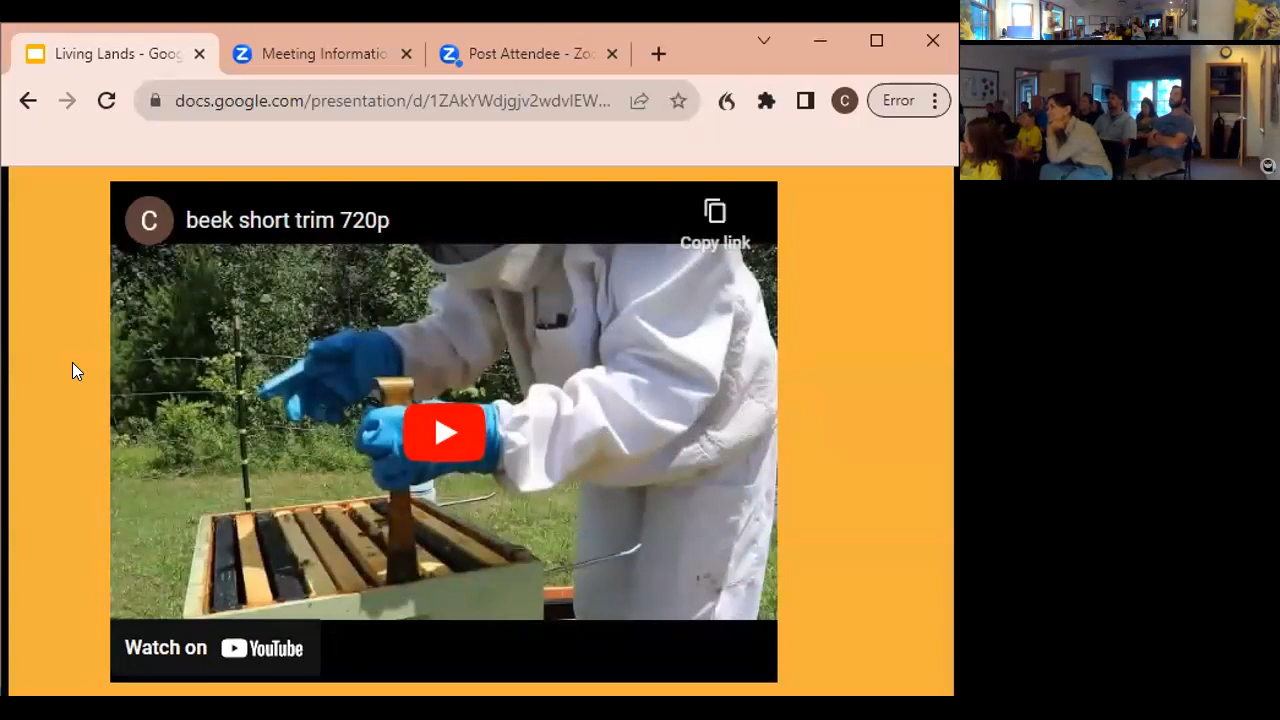 Living Lands - Goog
Meeting Informatio
Post Attendee - Zo
docs.google.com/presentation/d/1ZAkYWdjgjv2wdvIEW...
C
Error
C
beek short trim 720p
Copy link
Watch on YouTube